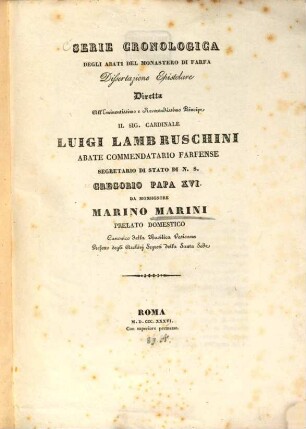 SERIE CRONOLOGICA
DEGLI ABATI DEL MONASTERO DI FARFA
Dissertazione Epistolare
Diretta
All'Eminentissimo e Reverendissimo Principe
IL SIG. CARDINALE
LUIGI LAMBRUSCHINI
ABATE COMMENDATARIO FARFENSE
SEGRETARIO DI STATO DI N. S.
GREGORIO PAPA XVI.
DA MONSIGNORE
MARINO MARINI
PRELATO DOMESTICO
Canonico della Basilica Vaticana
Prefetto degli Archivj Segreti della Santa Sede
ROMA
M. D. CCC. XXXVI.
Con superiore permesso.